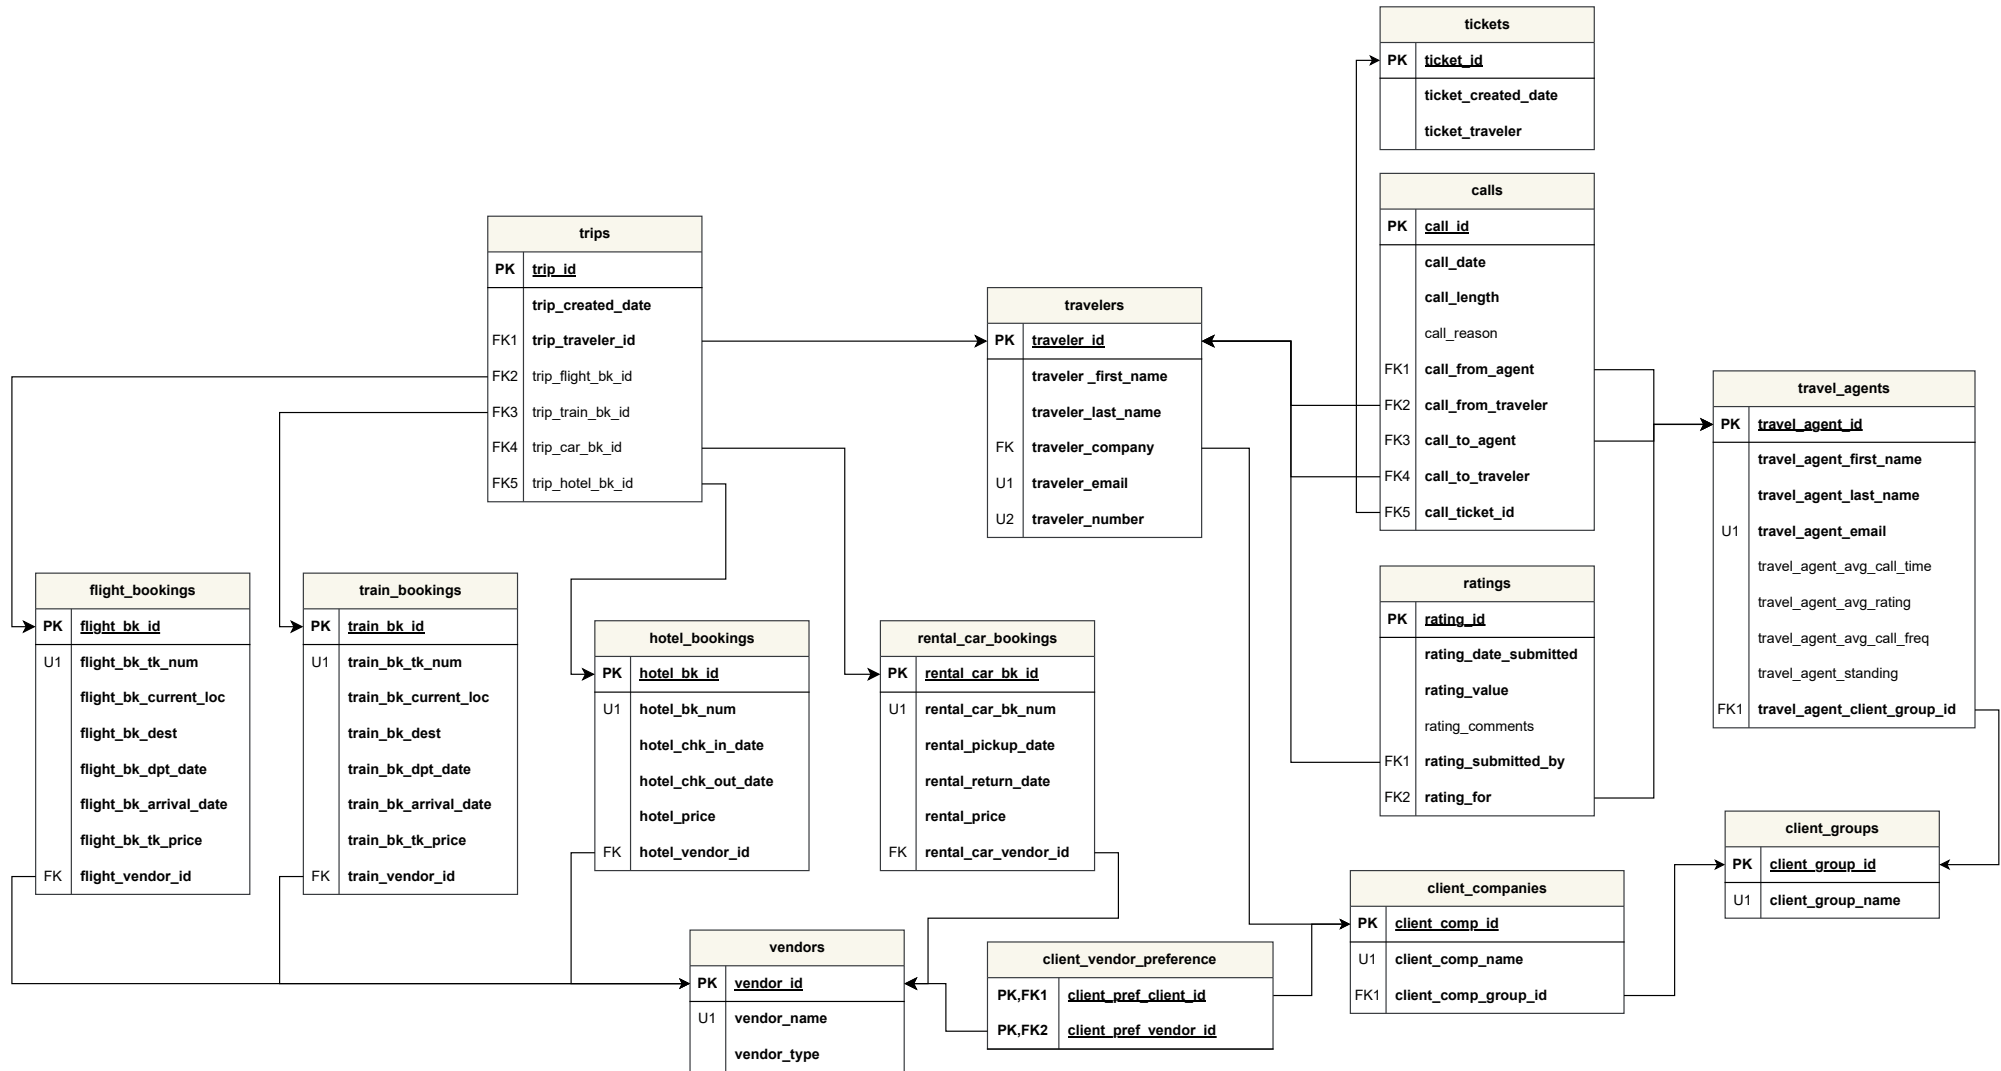 tickets
PK ticket_id
ticket_created_date
ticket_traveler
calls
PK call_id
call_date
call_length
call_reason
FK1 call_from_agent
FK2 call_from_traveler
FK3 call_to_agent
FK4 call_to_traveler
FK5 call_ticket_id
trips
PK trip_id
trip_created_date
FK1 trip_traveler_id
FK2 trip_flight_bk_id
FK3 trip_train_bk_id
FK4 trip_car_bk_id
FK5 trip_hotel_bk_id
travelers
PK traveler_id
traveler _first_name
traveler_last_name
FK traveler_company
U1 traveler_email
U2 traveler_number
travel_agents
PK travel_agent_id
travel_agent_first_name
travel_agent_last_name
U1 travel_agent_email
travel_agent_avg_call_time
travel_agent_avg_rating
travel_agent_avg_call_freq
travel_agent_standing
FK1 travel_agent_client_group_id
ratings
PK rating_id
rating_date_submitted
rating_value
rating_comments
FK1 rating_submitted_by
FK2 rating_for
flight_bookings
PK flight_bk_id
U1 flight_bk_tk_num
flight_bk_current_loc
flight_bk_dest
flight_bk_dpt_date
flight_bk_arrival_date
flight_bk_tk_price
FK flight_vendor_id
train_bookings
PK train_bk_id
U1 train_bk_tk_num
train_bk_current_loc
train_bk_dest
train_bk_dpt_date
train_bk_arrival_date
train_bk_tk_price
FK train_vendor_id
hotel_bookings
PK hotel_bk_id
U1 hotel_bk_num
hotel_chk_in_date
hotel_chk_out_date
hotel_price
FK hotel_vendor_id
rental_car_bookings
PK rental_car_bk_id
U1 rental_car_bk_num
rental_pickup_date
rental_return_date
rental_price
FK rental_car_vendor_id
client_groups
PK client_group_id
U1 client_group_name
client_companies
PK client_comp_id
U1 client_comp_name
FK1 client_comp_group_id
vendors
PK vendor_id
U1 vendor_name
vendor_type
client_vendor_preference
PK,FK1 client_pref_client_id
PK,FK2 client_pref_vendor_id